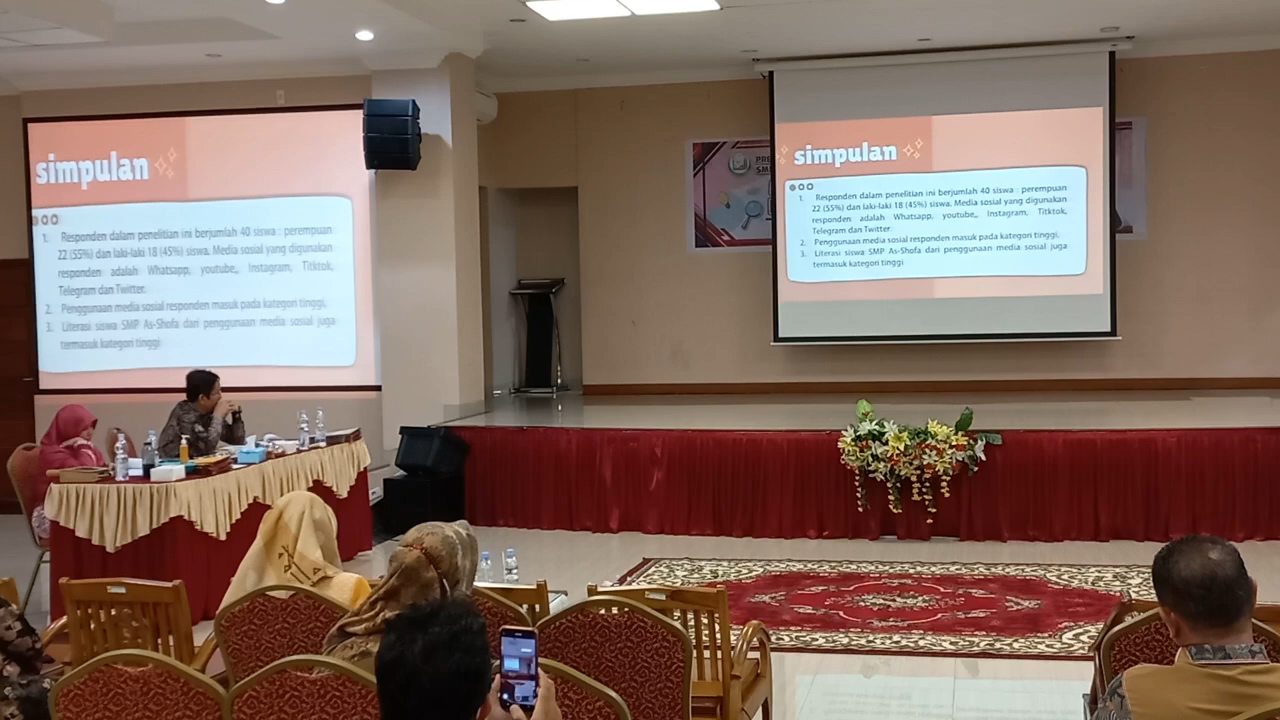 simpulan
1. Responden dalam penelitian ini berjumlah 40 siswa : perempuan
22 (55%) dan laki-laki 18 (45%) siswa. Media sosial yang digunakan
responden adalah Whatsapp, youtube,, Instagram, Titktok,
Telegram dan Twitter.
2. Penggunaan media sosial responden masuk pada kategori tinggi,
3. Literasi siswa SMP As-Shofa dari penggunaan media sosial juga
termasuk kategori tinggi
simpulan
1. Responden dalam penelitian ini berjumlah 40 siswa : perempuan
22 (55%) dan laki-laki 18 (45%) siswa. Media sosial yang digunakan
responden adalah Whatsapp, youtube,, Instagram, Titktok,
Telegram dan Twitter.
2. Penggunaan media sosial responden masuk pada kategori tinggi,
3. Literasi siswa SMP As-Shofa dari penggunaan media sosial juga
termasuk kategori tinggi